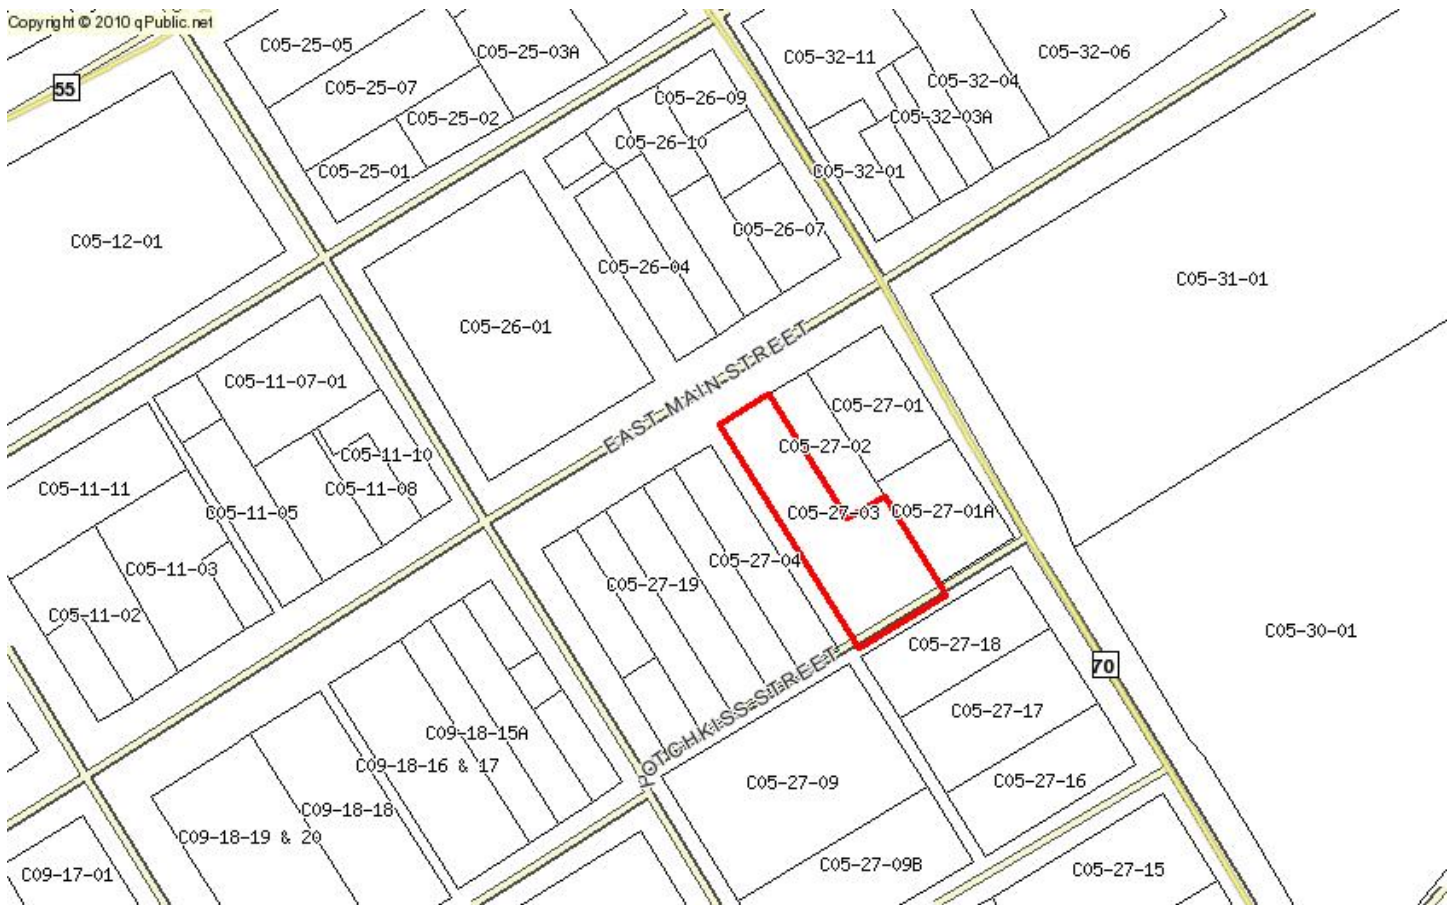 Copyright © 2010 qPublic.net
C05-25-05
C05-25-03A
C05-32-11
C05-32-06
55
C05-25-07
C05-32-04
C05-26-09
C05-25-02
C05-32-03A
C05-26-10
C05-25-01
C05-32-01
C05-12-01
C05-26-07
C05-26-04
C05-31-01
C05-26-01
EAST MAIN STREET
C05-11-07-01
C05-27-01
C05-27-02
C05-11-10
C05-11-11
C05-11-08
C05-11-05
C05-27-03
C05-27-01A
C05-27-04
C05-11-03
C05-27-19
C05-11-02
C05-30-01
C05-27-18
70
POTCHKISS STREET
C05-27-17
C09-18-15A
C09-18-16 & 17
C05-27-09
C05-27-16
C09-18-18
C09-18-19 & 20
C05-27-09B
C05-27-15
C09-17-01